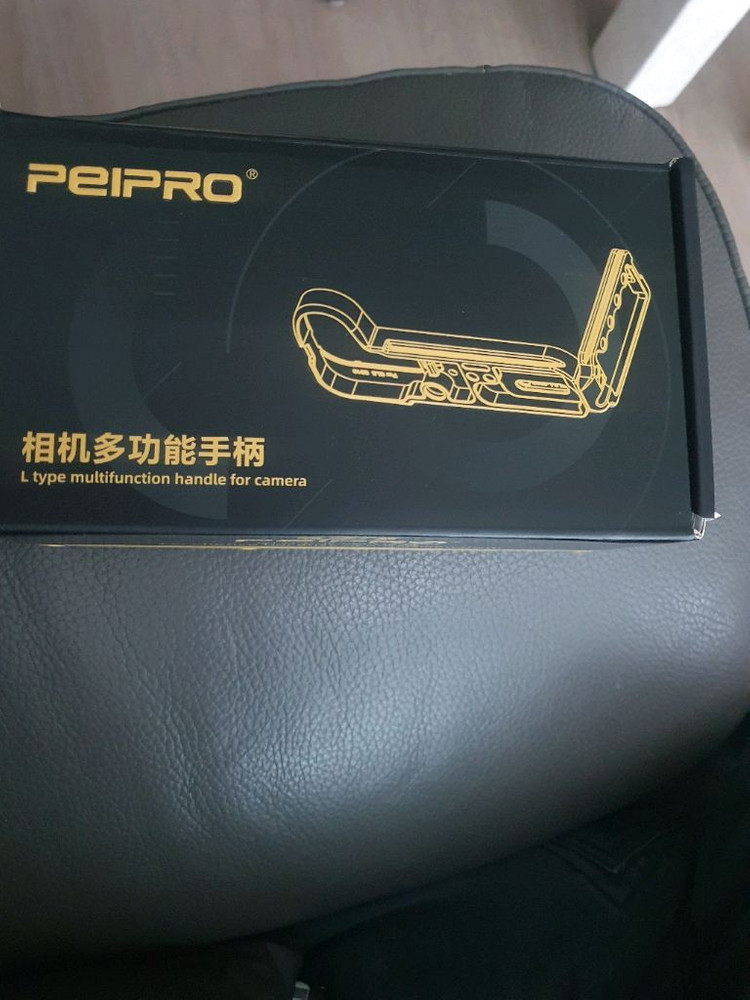 PEIPRO®
相机多功能手柄
L type multifunction handle for camera